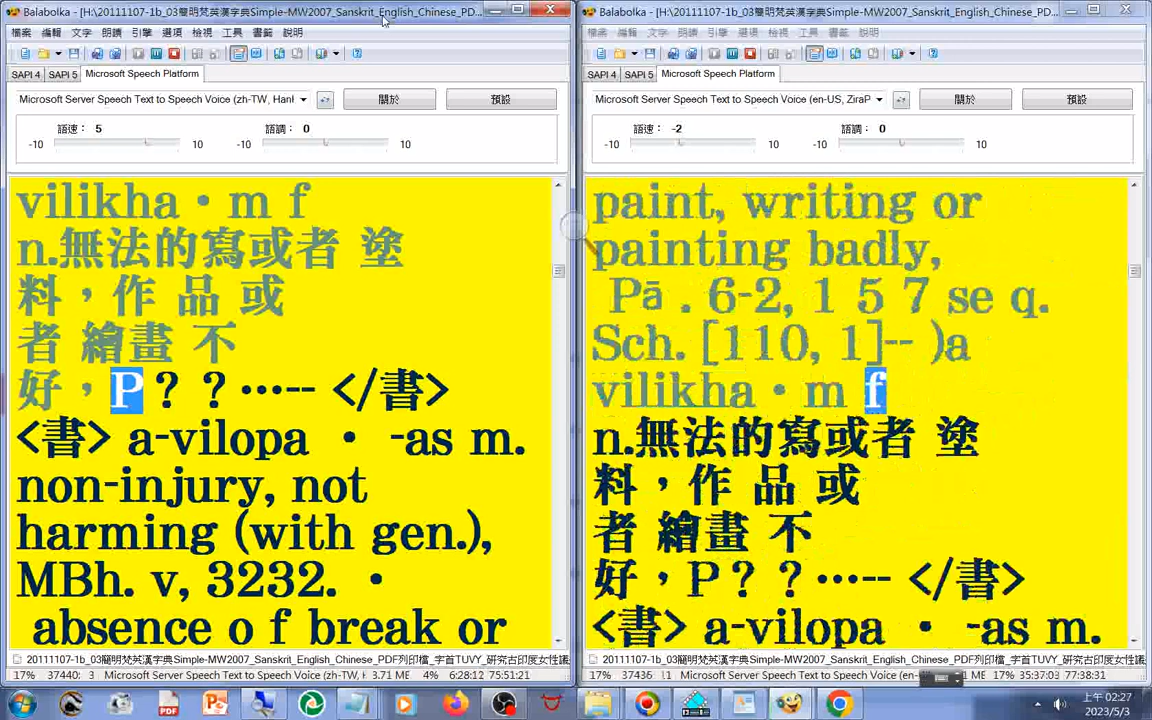 Balabolka - [H:\20111107-1b_03簡明梵英漢字典Simple-MW2007_Sanskrit_English_Chinese_PD...
檔案 編輯 文字 朗讀 引擎 選項 檢視 工具 書籤 說明
SAPI 4 SAPI 5 Microsoft Speech Platform
Microsoft Server Speech Text to Speech Voice (zh-TW, HanH 關於 預設
語速： 5 語調： 0
-10 10 -10 10
vilikha • m f
n.無法的寫或者 塗
料，作 品 或
者 繪畫 不
好，P？？…-- </書>
<書> a-vilopa • -as m.
non-injury, not
harming (with gen.),
MBh. v, 3232. •
absence o f break or
20111107-1b_03簡明梵英漢字典Simple-MW2007_Sanskrit_English_Chinese_PDF列印檔_字首TUVY_研究古印度女性議
17% 37440: 3 Microsoft Server Speech Text to Speech Voice (zh-TW, H 3.71 ME 4% 6:28:12 75:51:21
Balabolka - [H:\20111107-1b_03簡明梵英漢字典Simple-MW2007_Sanskrit_English_Chinese_PD...
檔案 編輯 文字 朗讀 引擎 選項 檢視 工具 書籤 說明
SAPI 4 SAPI 5 Microsoft Speech Platform
Microsoft Server Speech Text to Speech Voice (en-US, ZiraP 關於 預設
語速： -2 語調： 0
-10 10 -10 10
paint, writing or
painting badly,
Pā . 6-2, 1 5 7 se q.
Sch. [110, 1]-- )a
vilikha • m f
n.無法的寫或者 塗
料，作 品 或
者 繪畫 不
好，P？？…-- </書>
<書> a-vilopa • -as m.
20111107-1b_03簡明梵英漢字典Simple-MW2007_Sanskrit_English_Chinese_PDF列印檔_字首TUVY_研究古印度女性議
17% 37436 Microsoft Server Speech Text to Speech Voice (en-U 17% 35:37:03 77:38:31
上午 02:27
2023/5/3